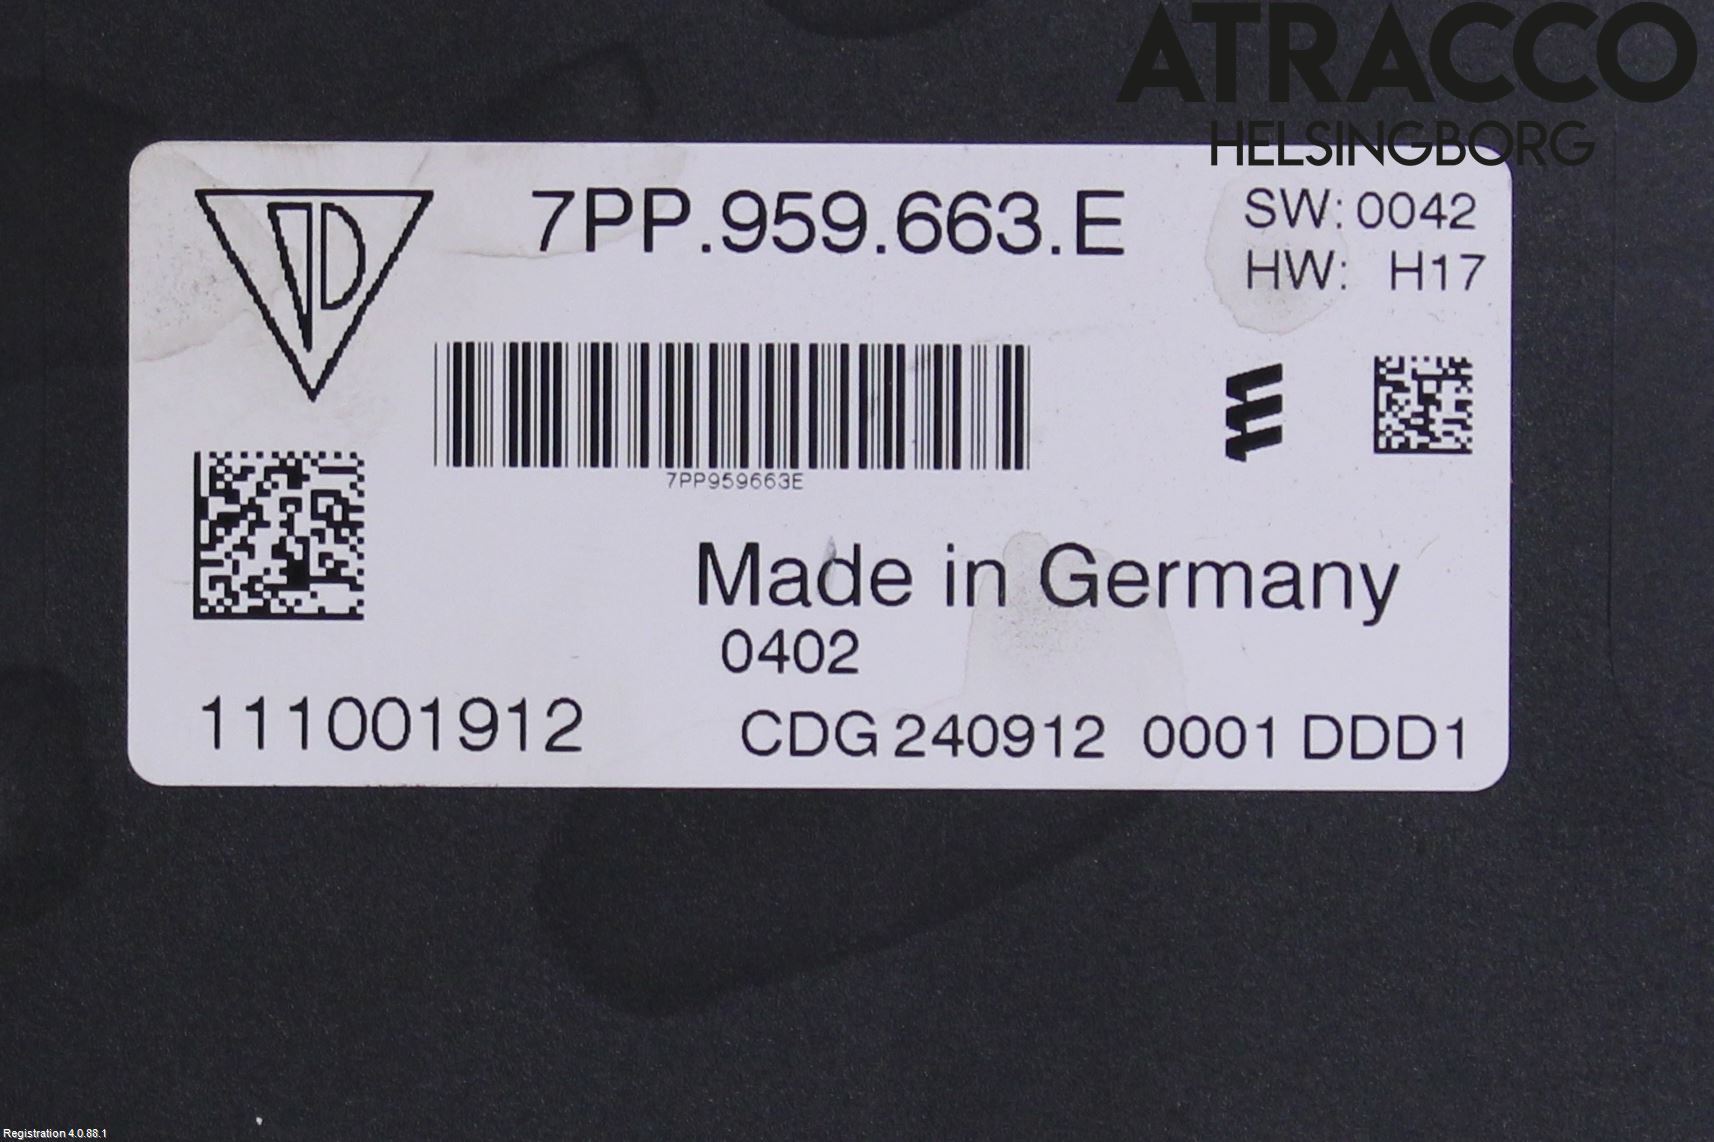 ATRACCO
HELSINGBORG
7PP.959.663.E
SW: 0042
HW: H17
7PP959663E
Made in Germany
0402
111001912
CDG 240912 0001 DDD1
Registration 4.0.88.1